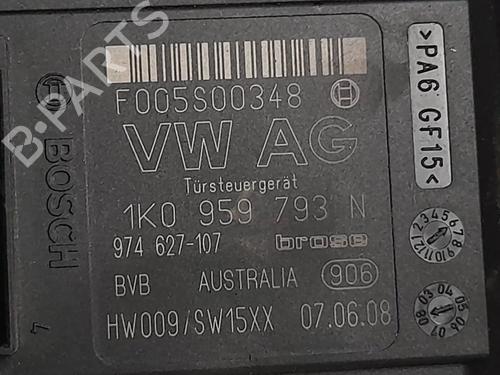 F005S00348
VW AG
Türsteuergerät
1K0 959 793 N
974 627-107 brose
BVB AUSTRALIA 906
HW009/SW15XX 07.06.08
BOSCH
>PA6 GF15<
B-PARTS